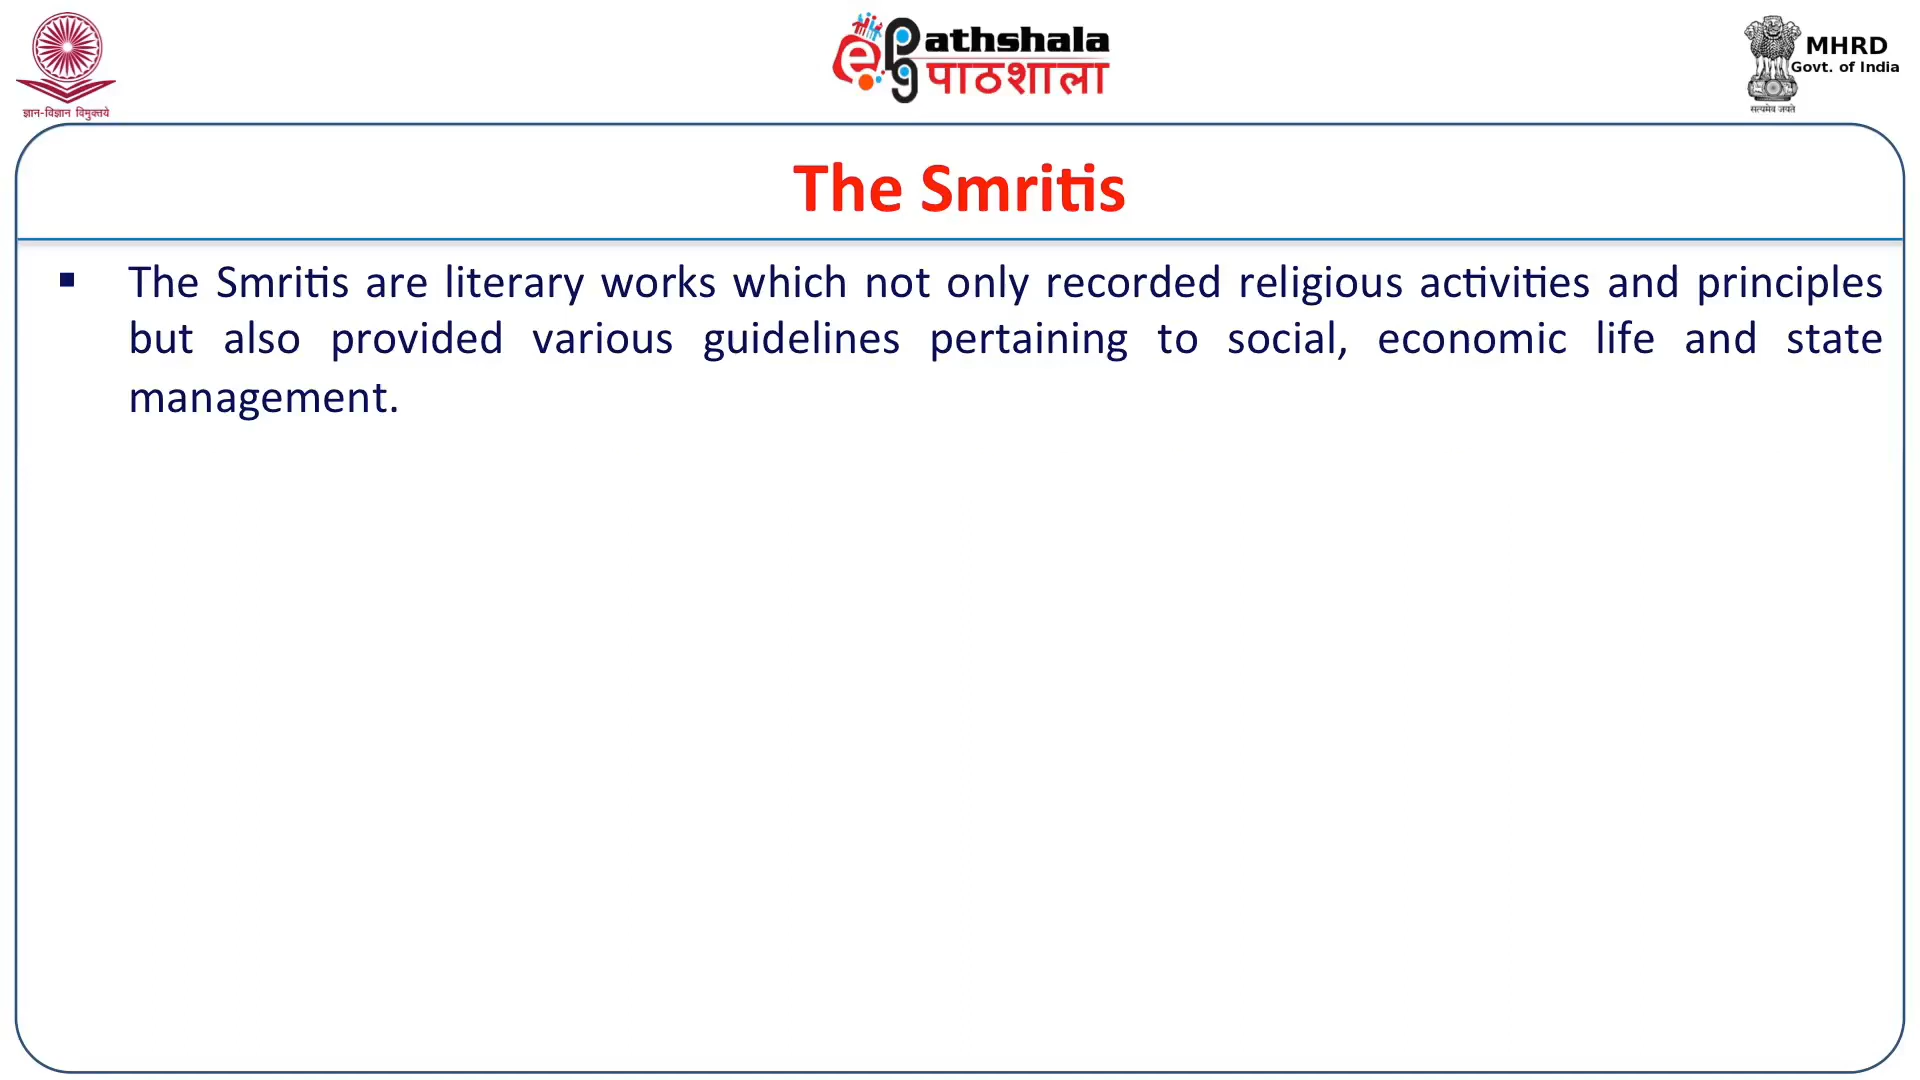 ज्ञान-विज्ञान विमुक्तये
ePathshala
पाठशाला
MHRD
Govt. of India
सत्यमेव जयते
The Smritis
▪ The Smritis are literary works which not only recorded religious activities and principles
but also provided various guidelines pertaining to social, economic life and state
management.